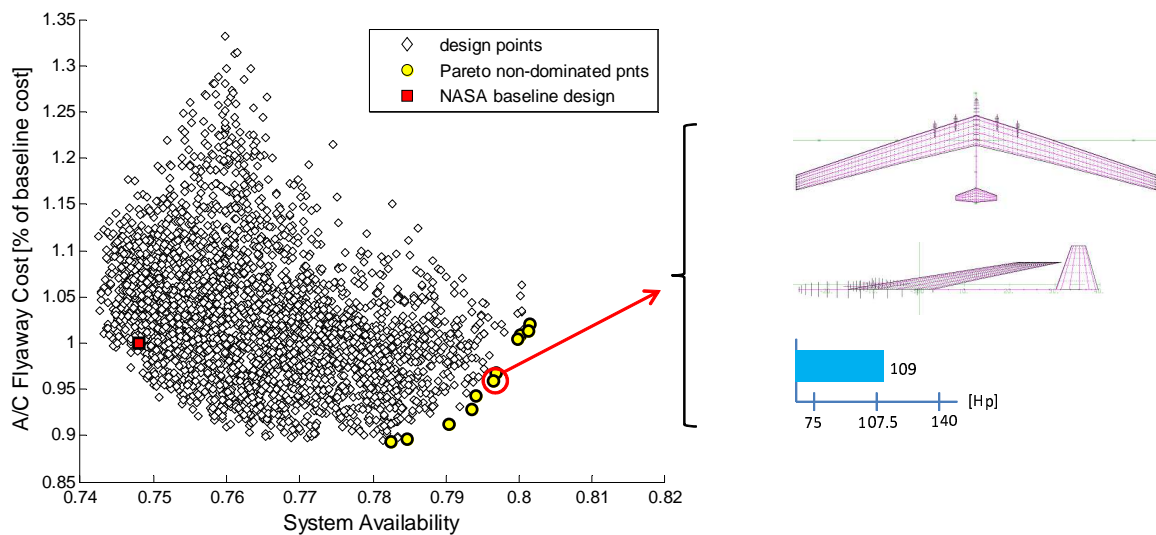 1.35
1.3
1.25
1.2
1.15
1.1
1.05
1
0.95
0.9
0.85
A/C Flyaway Cost [% of baseline cost]
0.74 0.75 0.76 0.77 0.78 0.79 0.8 0.81 0.82
System Availability
design points
Pareto non-dominated pnts
NASA baseline design
109
[Hp]
75 107.5 140